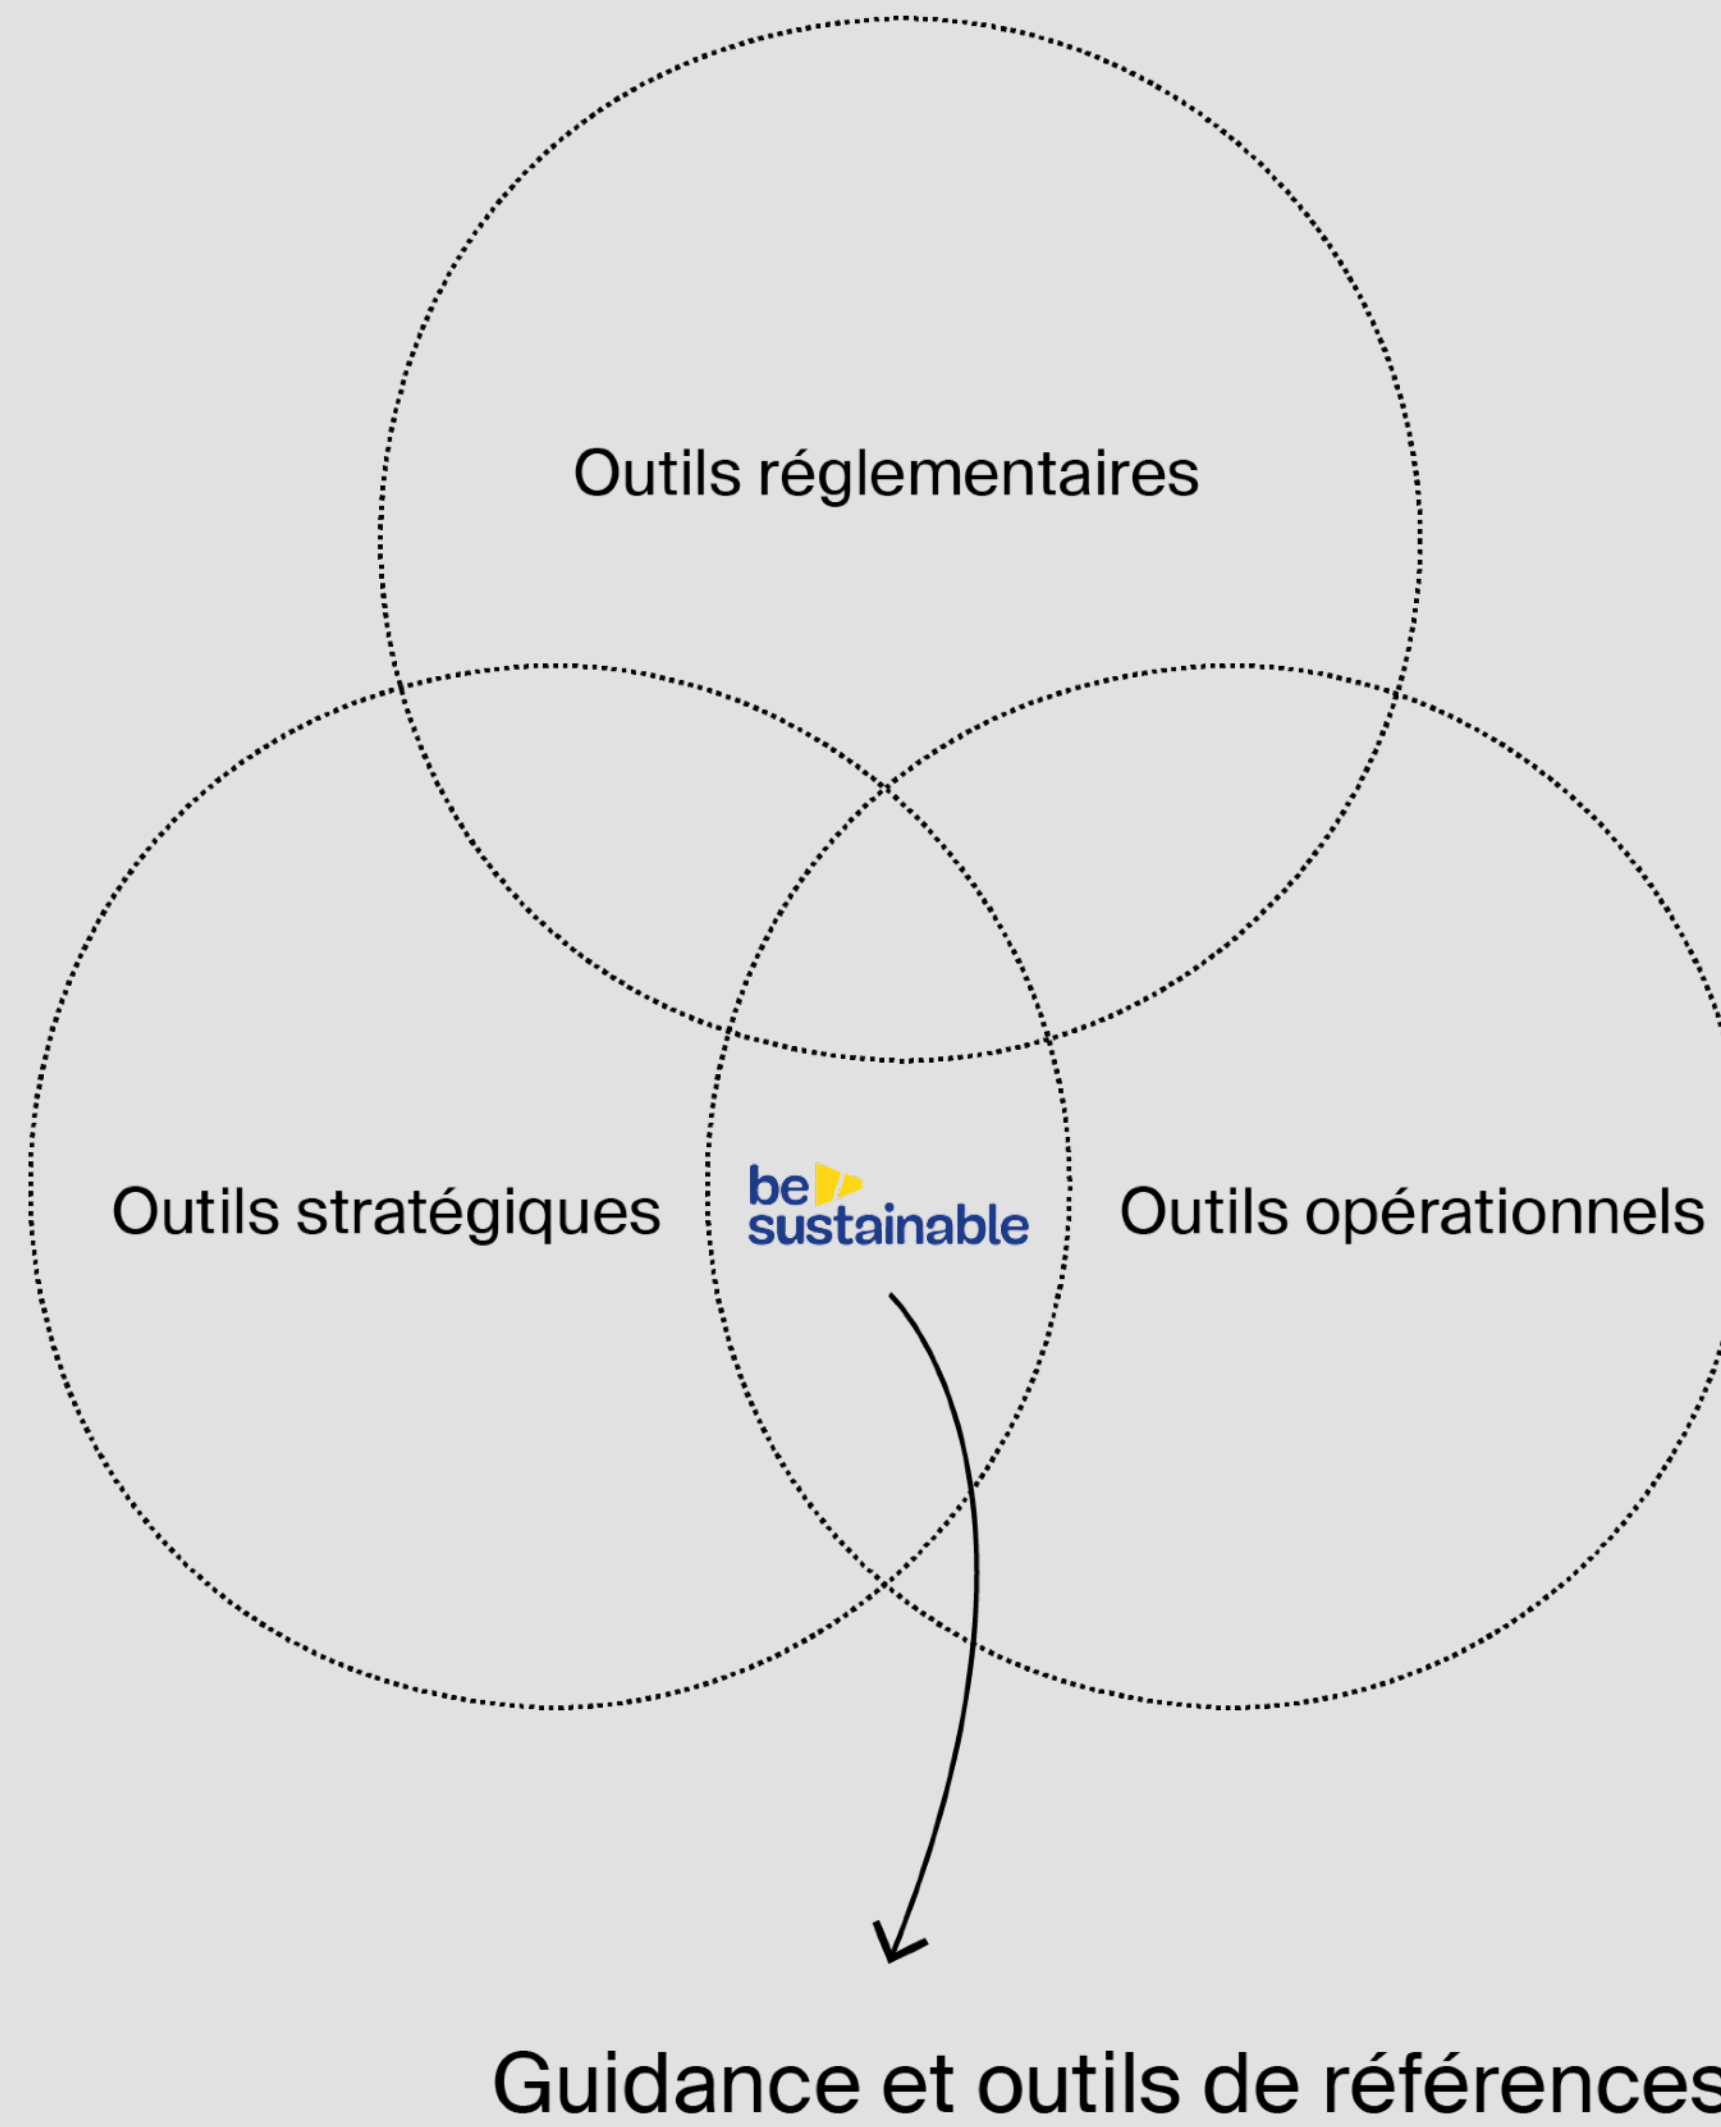 Outils réglementaires
Outils stratégiques
be
sustainable
Outils opérationnels
Guidance et outils de références